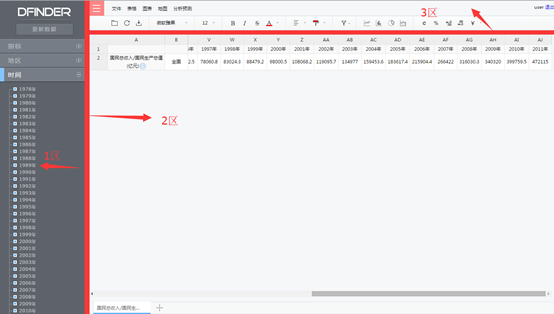 DFINDER
更新数据
指标
地区
时间
1978年
1979年
1980年
1981年
1982年
1983年
1984年
1985年
1986年
1987年
1988年
1989年
1990年
1991年
1992年
1993年
1994年
1995年
1996年
1997年
1998年
1999年
2000年
2001年
2002年
2003年
2004年
2005年
2006年
2007年
2008年
2009年
2010年
1区
文件 表格 图表 地图 分析预测
user 退出
3区
微软雅黑 12 B I S A
¢ % ¥
A B V W X Y Z AA AB AC AD AE AF AG AH AI AJ
1 年 1997年 1998年 1999年 2000年 2001年 2002年 2003年 2004年 2005年 2006年 2007年 2008年 2009年 2010年 2011年
2 国民总收入/国民生产总值(亿元) 全国 2.5 78060.8 83024.3 88479.2 98000.5 108068.2 119095.7 134977 159453.6 183617.4 215904.4 266422 316030.3 340320 399759.5 472115
2区
国民总收入/国民生...